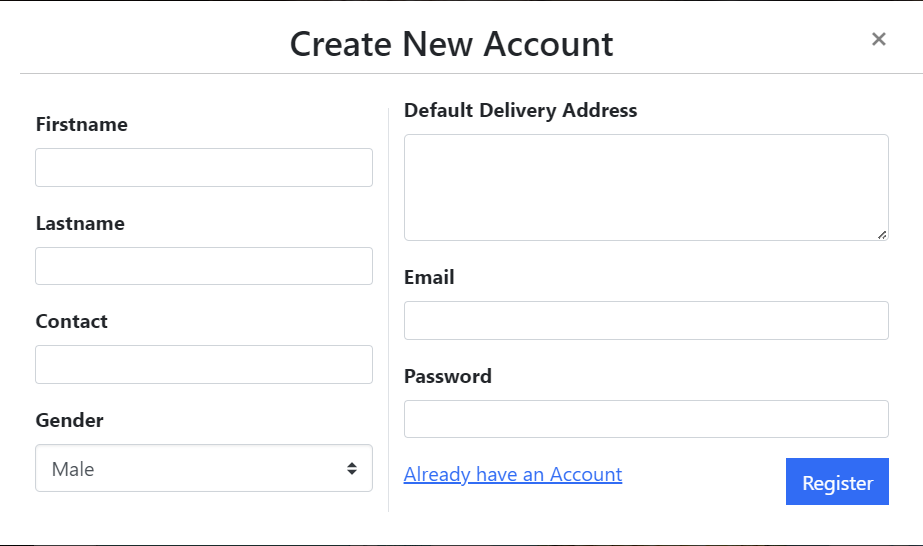 Create New Account
×
Firstname
Lastname
Contact
Gender
Male
Default Delivery Address
Email
Password
Already have an Account
Register